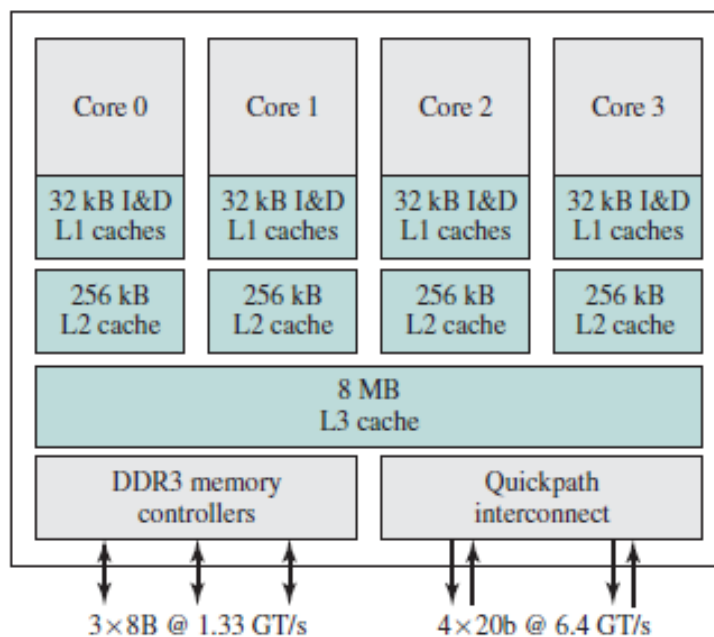 Core 0
Core 1
Core 2
Core 3
32 kB I&D
L1 caches
32 kB I&D
L1 caches
32 kB I&D
L1 caches
32 kB I&D
L1 caches
256 kB
L2 cache
256 kB
L2 cache
256 kB
L2 cache
256 kB
L2 cache
8 MB
L3 cache
DDR3 memory
controllers
Quickpath
interconnect
3×8B @ 1.33 GT/s
4×20b @ 6.4 GT/s